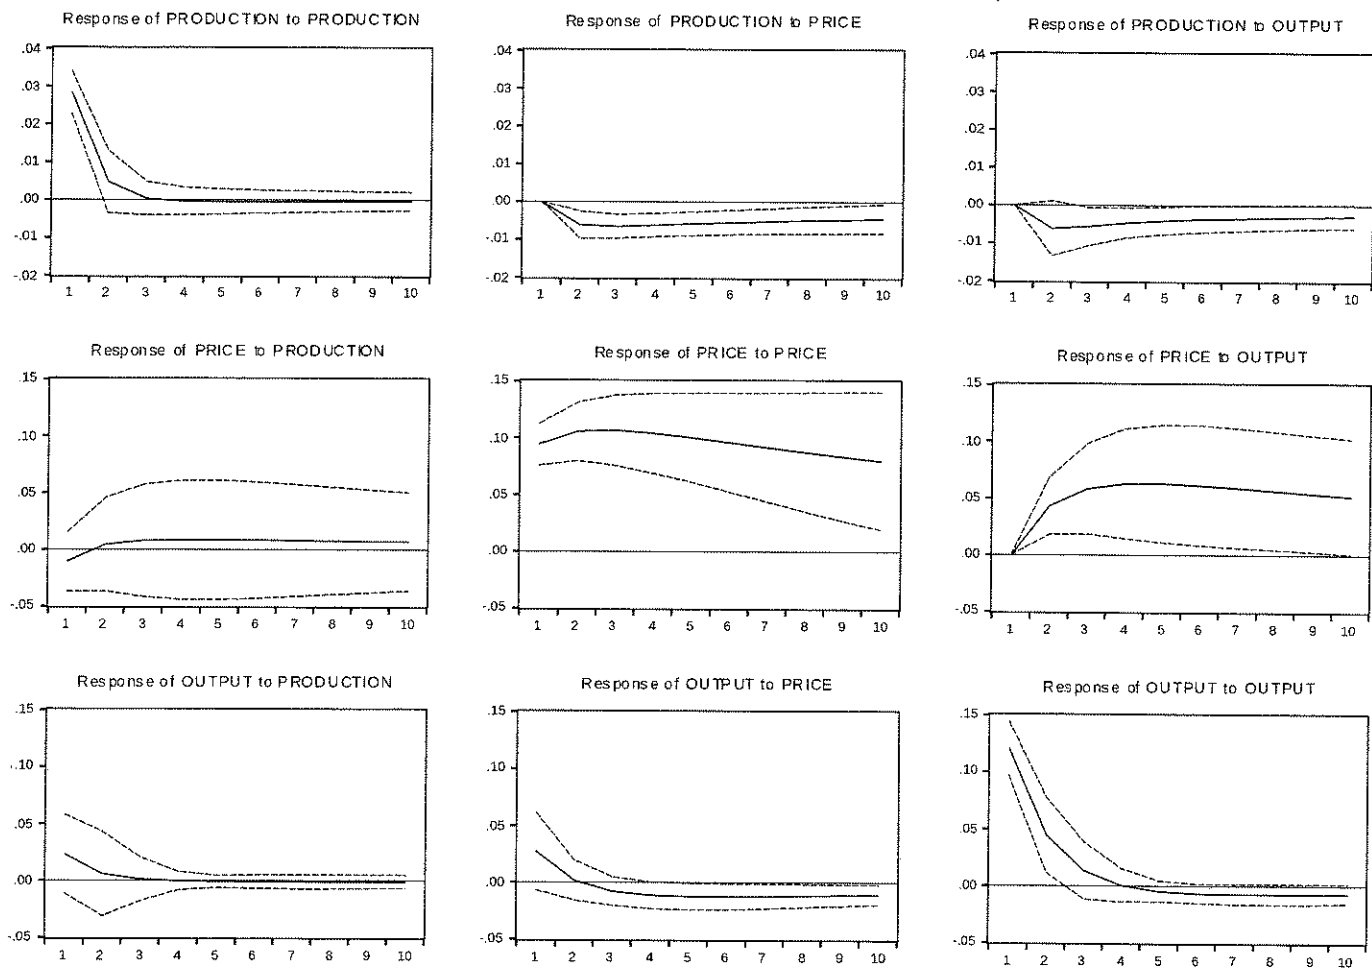 Response of PRODUCTION to PRODUCTION
.04
.03
.02
.01
.00
-.01
-.02
1 2 3 4 5 6 7 8 9 10
Response of PRODUCTION to PRICE
.04
.03
.02
.01
.00
-.01
-.02
1 2 3 4 5 6 7 8 9 10
Response of PRODUCTION to OUTPUT
.04
.03
.02
.01
.00
-.01
-.02
1 2 3 4 5 6 7 8 9 10
Response of PRICE to PRODUCTION
.15
.10
.05
.00
-.05
1 2 3 4 5 6 7 8 9 10
Response of PRICE to PRICE
.15
.10
.05
.00
-.05
1 2 3 4 5 6 7 8 9 10
Response of PRICE to OUTPUT
.15
.10
.05
.00
-.05
1 2 3 4 5 6 7 8 9 10
Response of OUTPUT to PRODUCTION
.15
.10
.05
.00
-.05
1 2 3 4 5 6 7 8 9 10
Response of OUTPUT to PRICE
.15
.10
.05
.00
-.05
1 2 3 4 5 6 7 8 9 10
Response of OUTPUT to OUTPUT
.15
.10
.05
.00
-.05
1 2 3 4 5 6 7 8 9 10